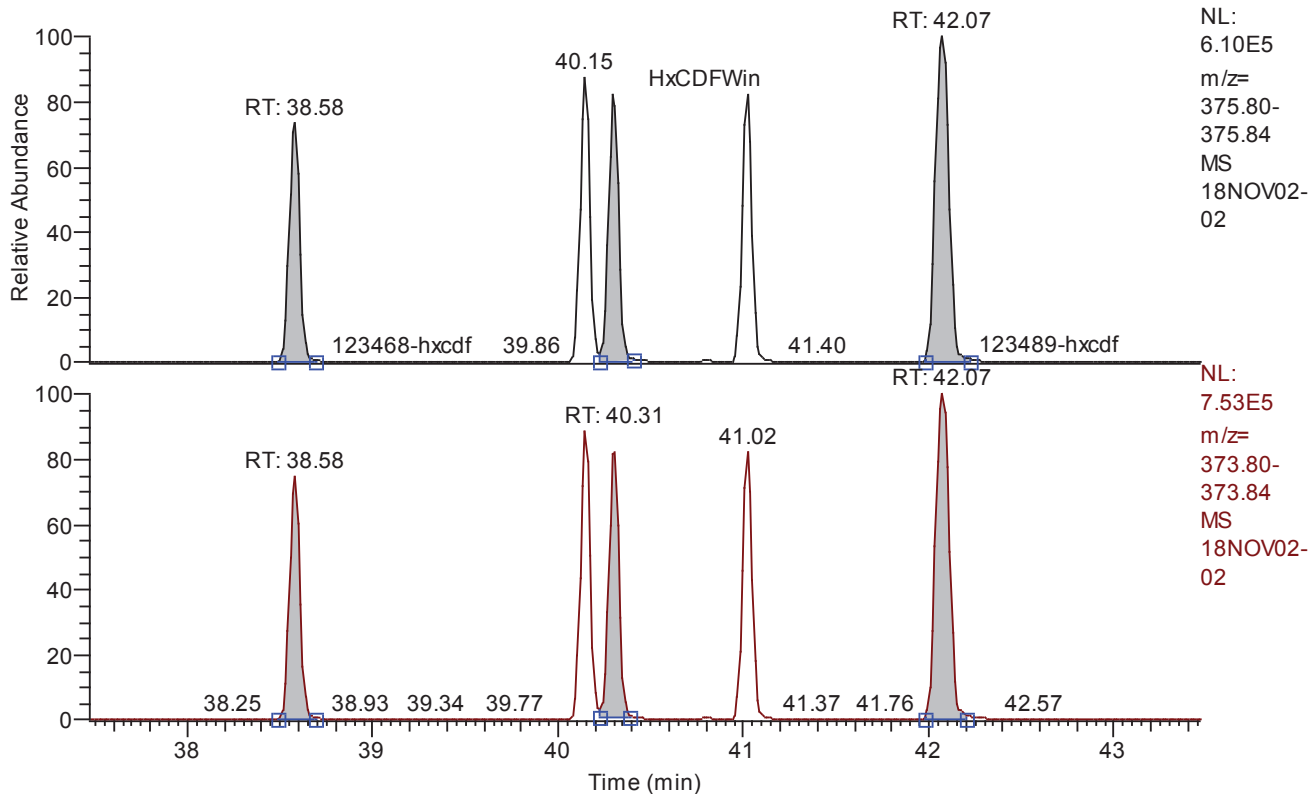 RT: 42.07
NL:
6.10E5
m/z=
375.80-
375.84
MS
18NOV02-
02
100
80
60
40
20
0
Relative Abundance
RT: 38.58
40.15
HxCDFWin
123468-hxcdf
39.86
41.40
123489-hxcdf
RT: 42.07
NL:
7.53E5
m/z=
373.80-
373.84
MS
18NOV02-
02
100
80
60
40
20
0
RT: 38.58
RT: 40.31
41.02
38.25
38.93
39.34
39.77
41.37
41.76
42.57
38
39
40
41
42
43
Time (min)